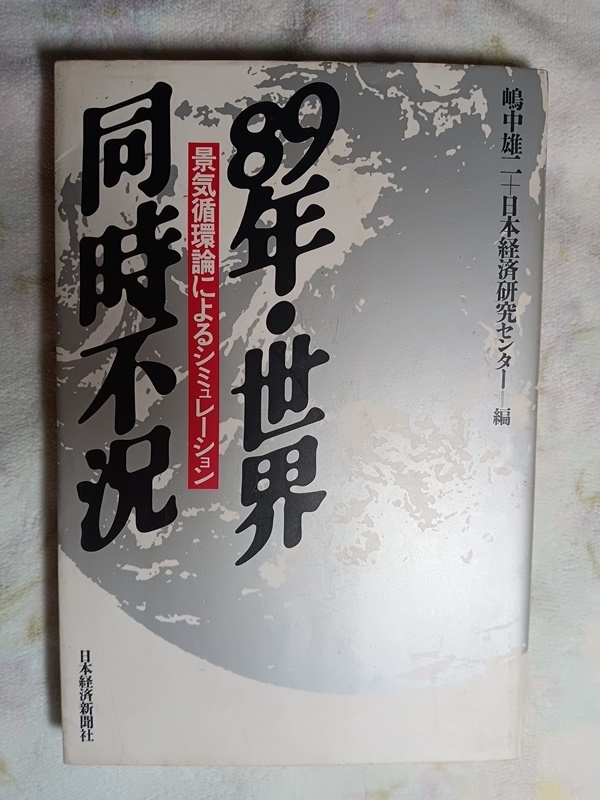 嶋中雄二＋日本経済研究センター＝編
89年・世界
同時不況
景気循環論によるシミュレーション
日本経済新聞社